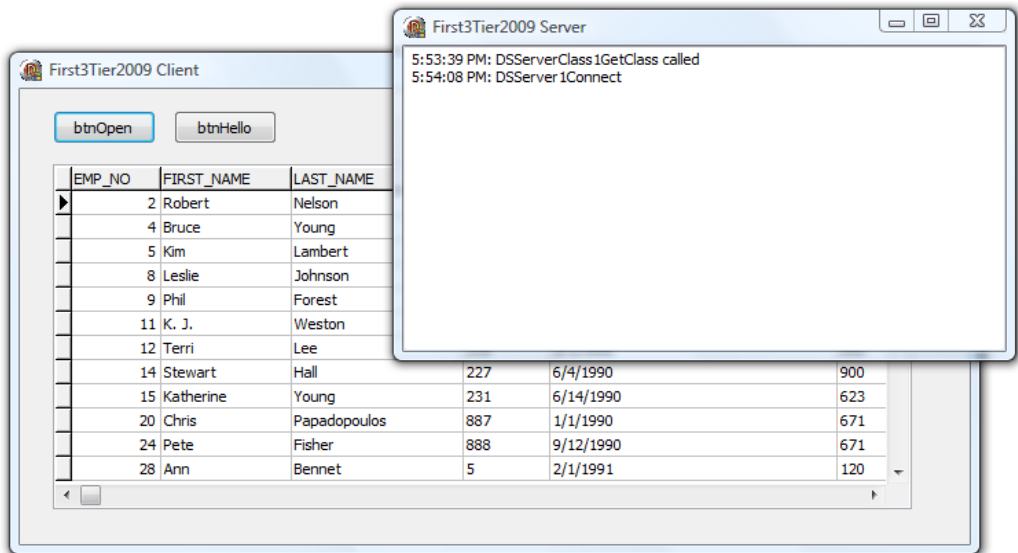 First3Tier2009 Server
5:53:39 PM: DSServerClass1GetClass called
5:54:08 PM: DSServer1Connect
First3Tier2009 Client
btnOpen btnHello
EMP_NO FIRST_NAME LAST_NAME
2 Robert Nelson
4 Bruce Young
5 Kim Lambert
8 Leslie Johnson
9 Phil Forest
11 K. J. Weston
12 Terri Lee
14 Stewart Hall 227 6/4/1990 900
15 Katherine Young 231 6/14/1990 623
20 Chris Papadopoulos 887 1/1/1990 671
24 Pete Fisher 888 9/12/1990 671
28 Ann Bennet 5 2/1/1991 120